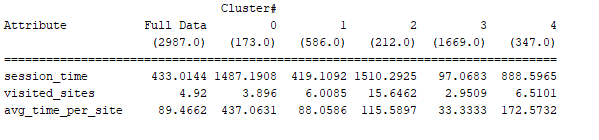 Cluster#
Attribute Full Data 0 1 2 3 4
(2987.0) (173.0) (586.0) (212.0) (1669.0) (347.0)
================================================================================
session_time 433.0144 1487.1908 419.1092 1510.2925 97.0683 888.5965
visited_sites 4.92 3.896 6.0085 15.6462 2.9509 6.5101
avg_time_per_site 89.4662 437.0631 88.0586 115.5897 33.3333 172.5732